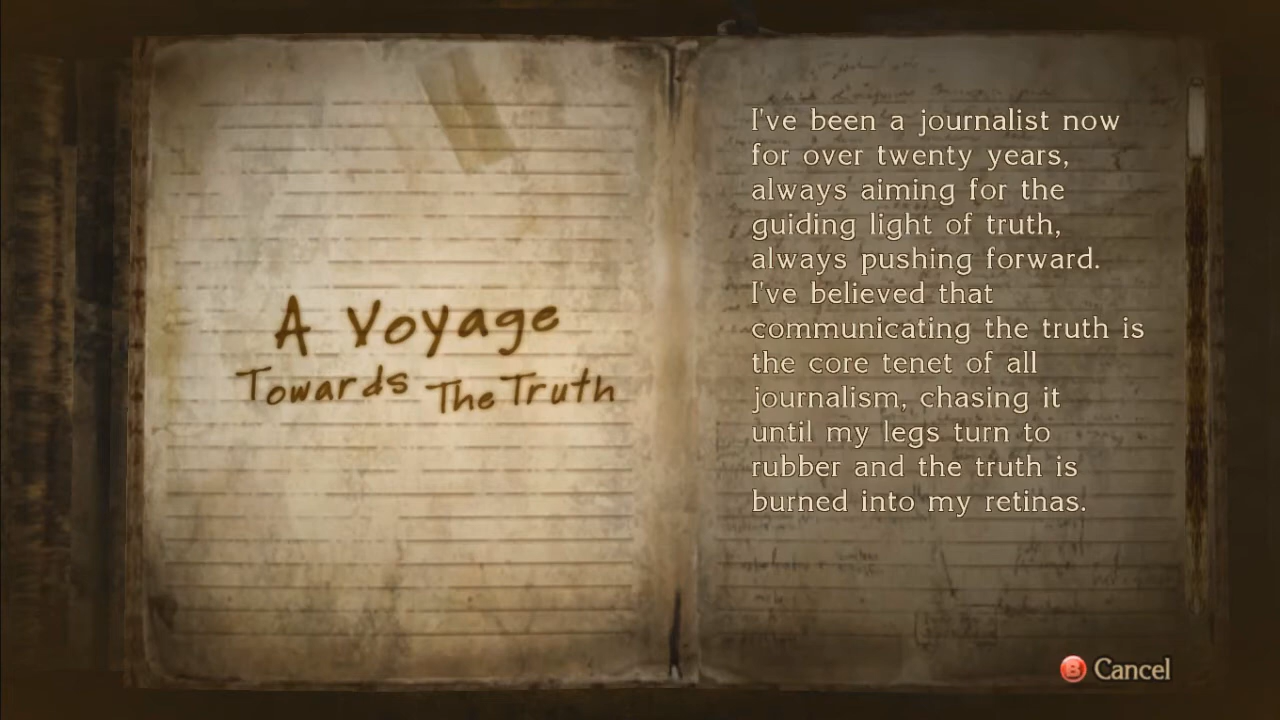 A Voyage
Towards The Truth
I've been a journalist now
for over twenty years,
always aiming for the
guiding light of truth,
always pushing forward.
I've believed that
communicating the truth is
the core tenet of all
journalism, chasing it
until my legs turn to
rubber and the truth is
burned into my retinas.
B Cancel